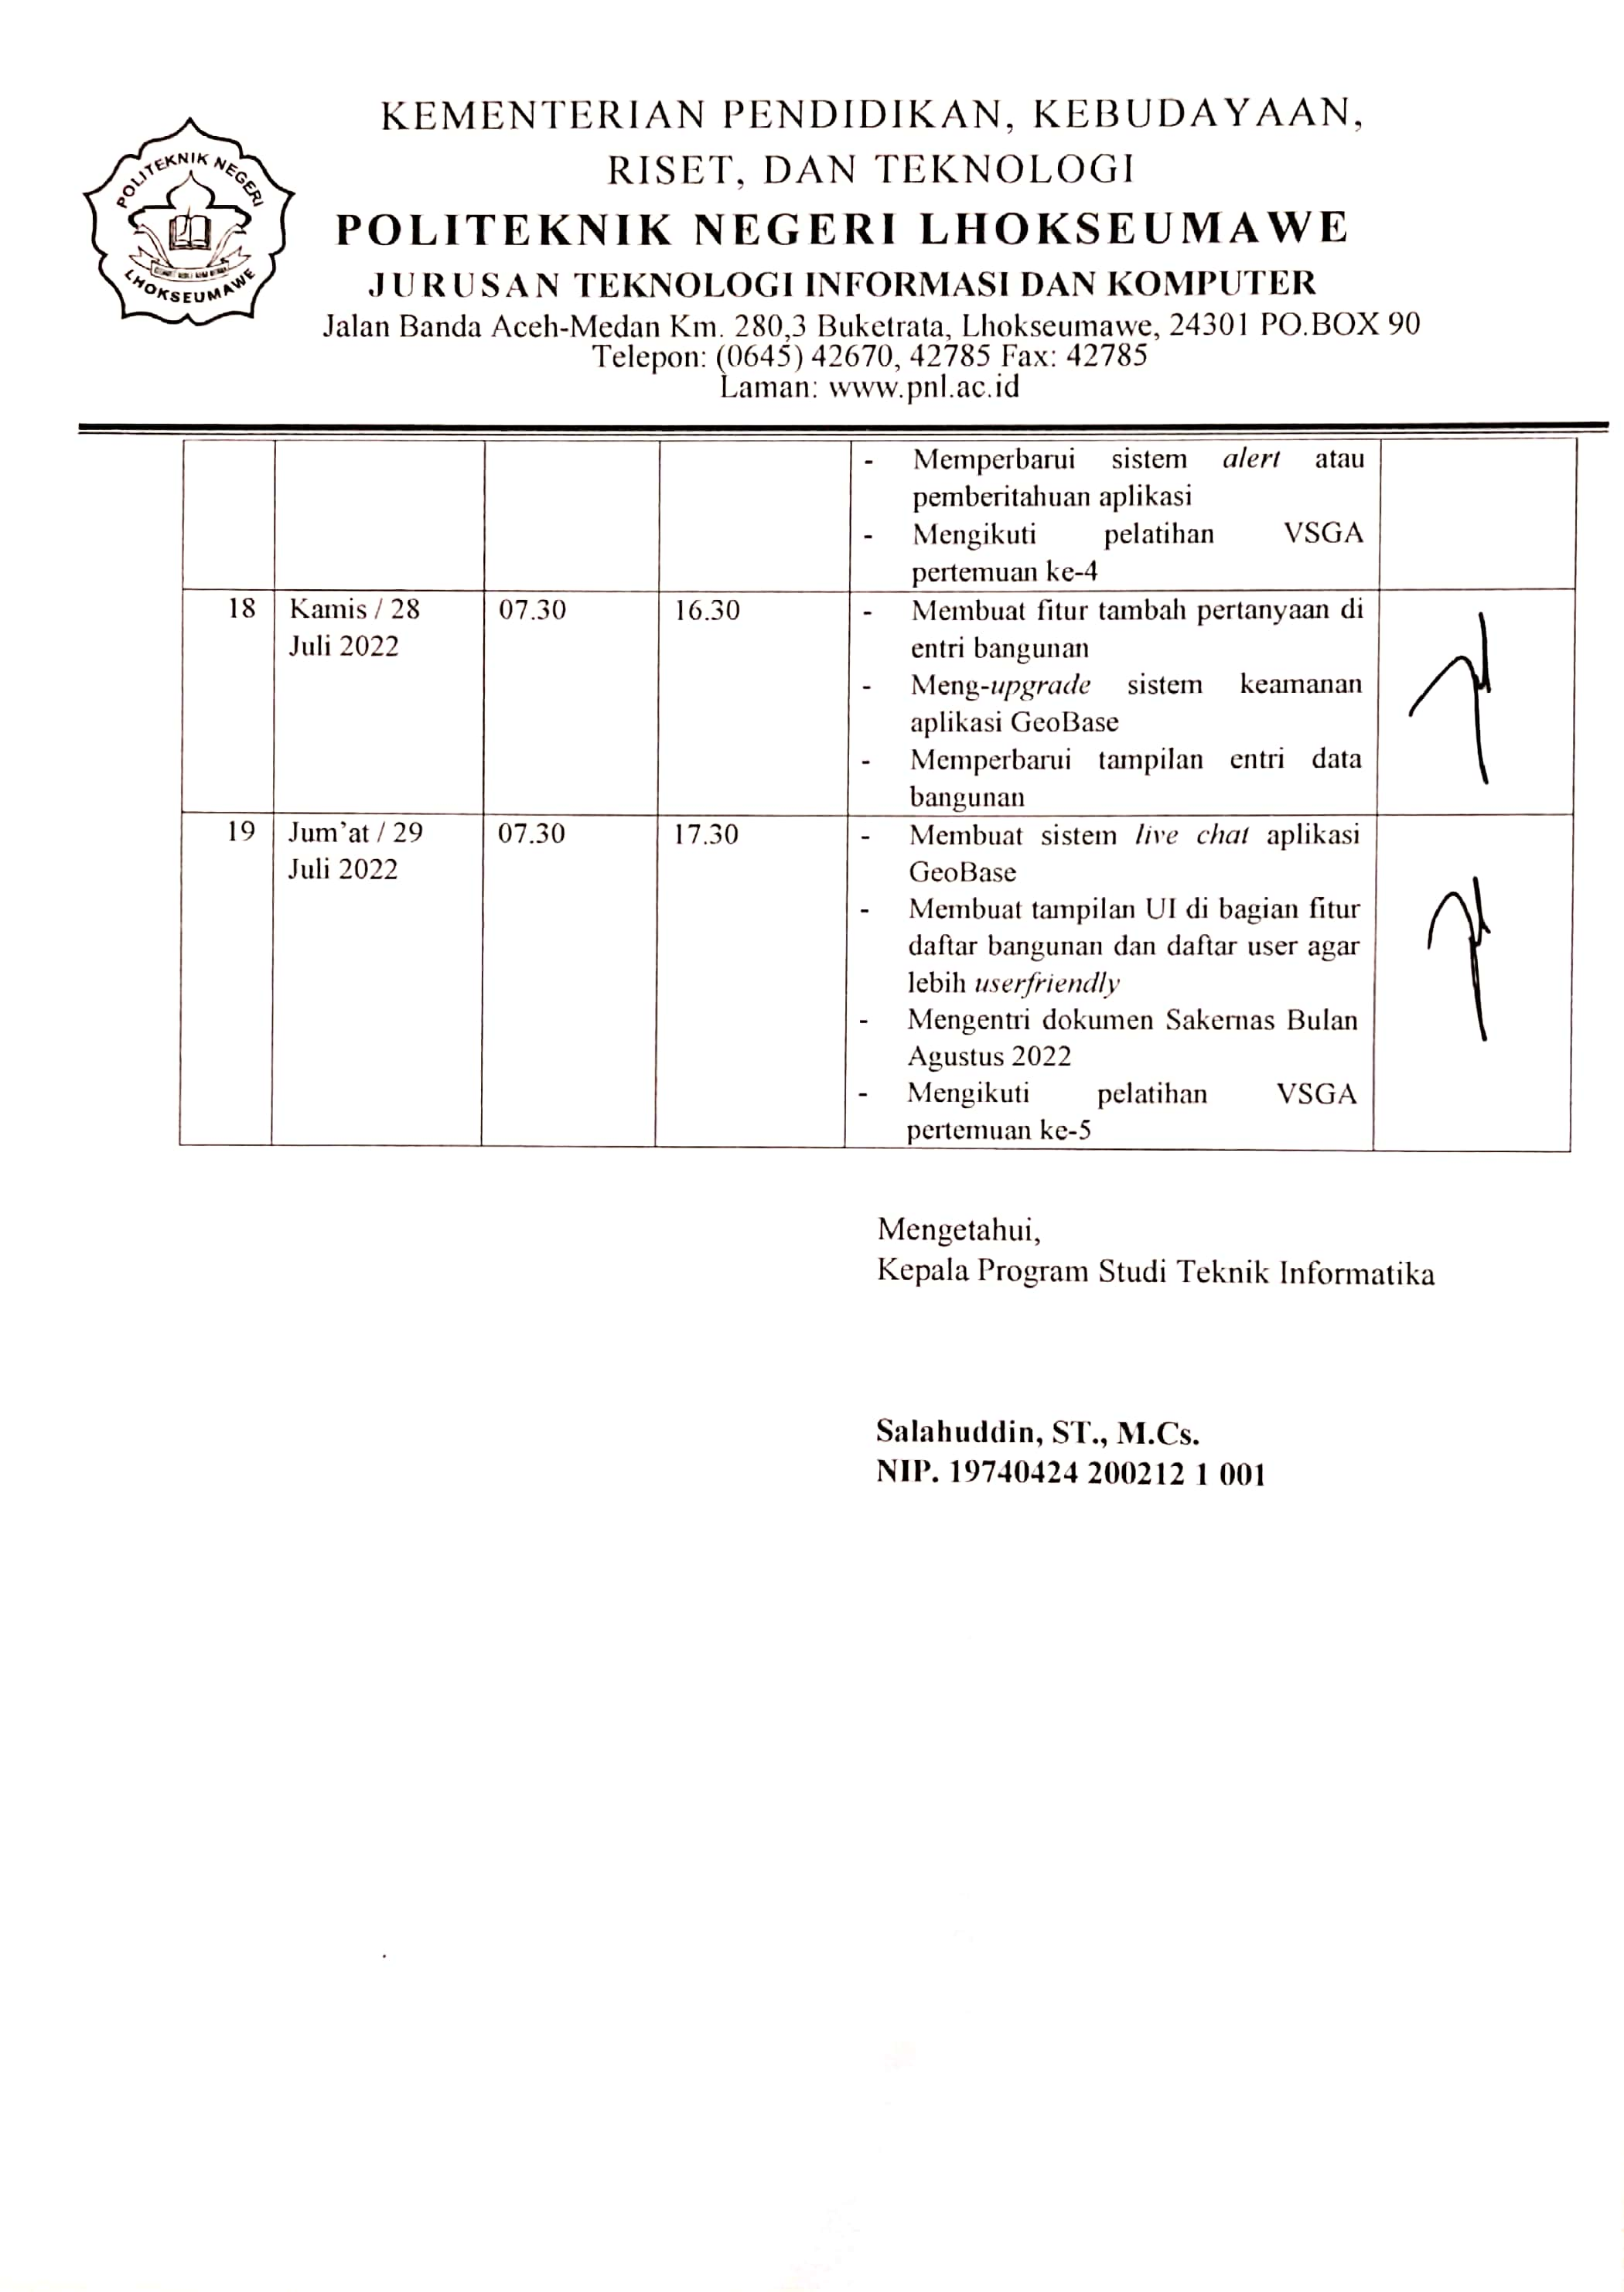 KEMENTERIAN PENDIDIKAN, KEBUDAYAAN,
RISET, DAN TEKNOLOGI
POLITEKNIK NEGERI LHOKSEUMAWE
JURUSAN TEKNOLOGI INFORMASI DAN KOMPUTER
Jalan Banda Aceh-Medan Km. 280,3 Buketrata, Lhokseumawe, 24301 PO.BOX 90
Telepon: (0645) 42670, 42785 Fax: 42785
Laman: www.pnl.ac.id
POLITEKNIK NEGERI
LHOKSEUMAWE
- Memperbarui sistem alert atau
pemberitahuan aplikasi
- Mengikuti pelatihan VSGA
pertemuan ke-4
18 Kamis / 28 07.30 16.30 - Membuat fitur tambah pertanyaan di
Juli 2022 entri bangunan
- Meng-upgrade sistem keamanan
aplikasi GeoBase
- Memperbarui tampilan entri data
bangunan
19 Jum'at / 29 07.30 17.30 - Membuat sistem live chat aplikasi
Juli 2022 GeoBase
- Membuat tampilan UI di bagian fitur
daftar bangunan dan daftar user agar
lebih userfriendly
- Mengentri dokumen Sakernas Bulan
Agustus 2022
- Mengikuti pelatihan VSGA
pertemuan ke-5
Mengetahui,
Kepala Program Studi Teknik Informatika
Salahuddin, ST., M.Cs.
NIP. 19740424 200212 1 001